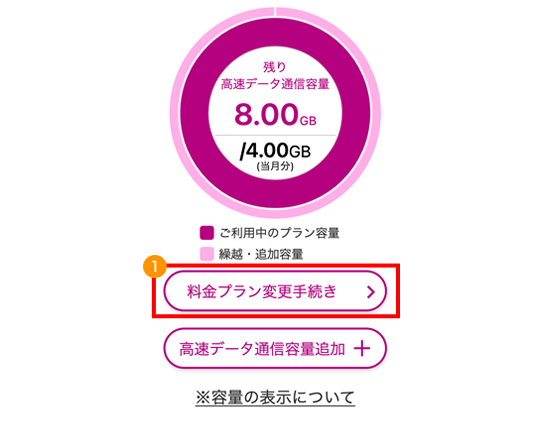 残り
高速データ通信容量
8.00GB
/4.00GB
(当月分)
ご利用中のプラン容量
繰越・追加容量
1
料金プラン変更手続き
高速データ通信容量追加
※容量の表示について